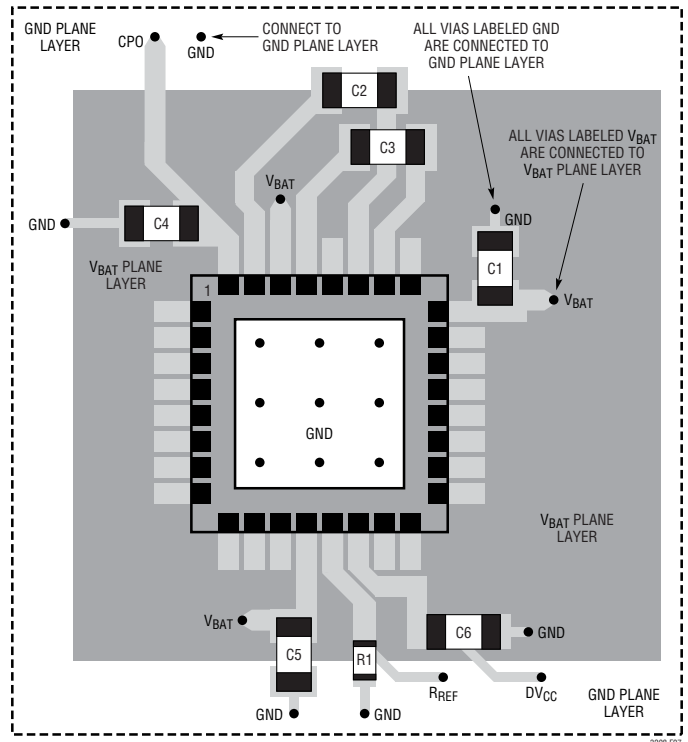 GND PLANE
LAYER
CPO
GND
CONNECT TO
GND PLANE LAYER
ALL VIAS LABELED GND
ARE CONNECTED TO
GND PLANE LAYER
C2
C3
ALL VIAS LABELED VBAT
ARE CONNECTED TO
VBAT PLANE LAYER
VBAT
GND
C4
GND
C1
VBAT PLANE
LAYER
1
VBAT
GND
VBAT PLANE
LAYER
VBAT
C5
R1
C6
GND
RREF
DVCC
GND PLANE
LAYER
GND
GND